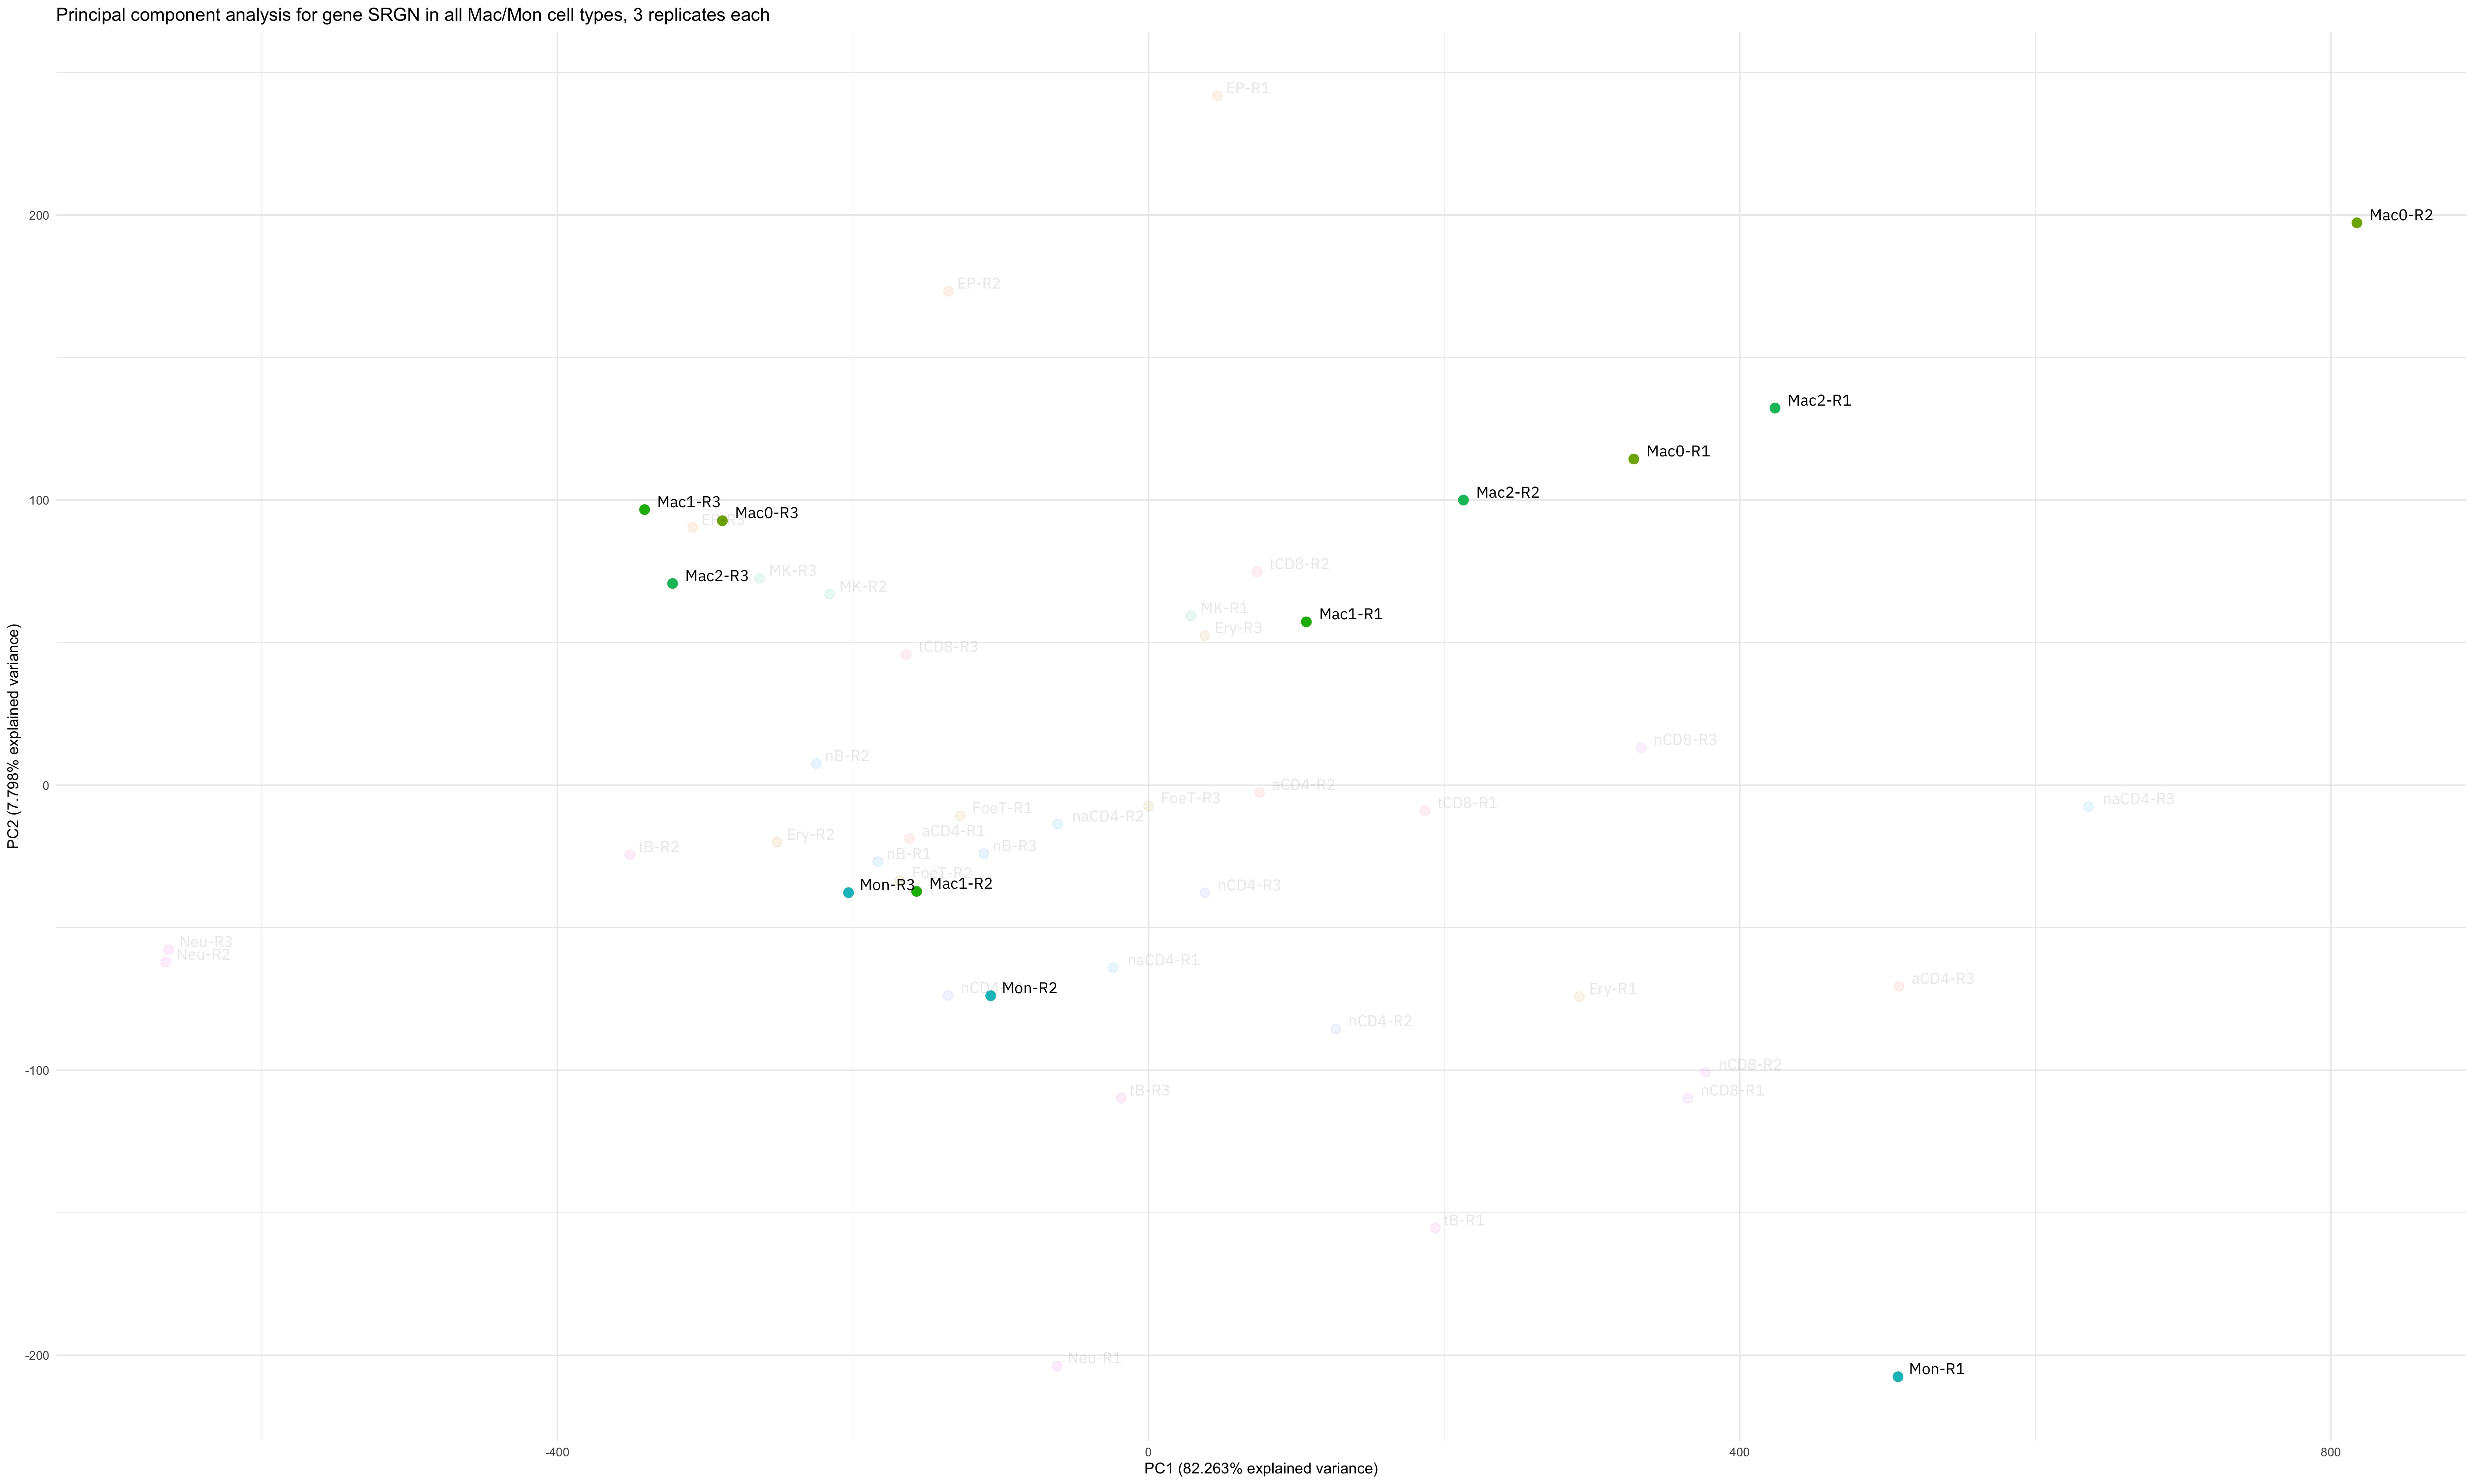 Principal component analysis for gene SRGN in all Mac/Mon cell types, 3 replicates each
EP-R1
200
Mac0-R2
EP-R2
Mac2-R1
Mac0-R1
Mac2-R2
100
Mac1-R3
Mac0-R3
EP-R3
Mac2-R3
MK-R3
MK-R2
tCD8-R2
MK-R1
Mac1-R1
Ery-R3
tCD8-R3
nCD8-R3
nB-R2
0
aCD4-R2
FoeT-R3
naCD4-R3
FoeT-R1
tCD8-R1
naCD4-R2
Ery-R2
aCD4-R1
tB-R2
nB-R1
nB-R3
FoeT-R2
Mon-R3
Mac1-R2
nCD4-R3
Neu-R3
Neu-R2
naCD4-R1
aCD4-R3
nCD4
Mon-R2
Ery-R1
nCD4-R2
nCD8-R2
-100
tB-R3
nCD8-R1
tB-R1
-200
Neu-R1
Mon-R1
-400
0
400
800
PC1 (82.263% explained variance)
PC2 (7.798% explained variance)